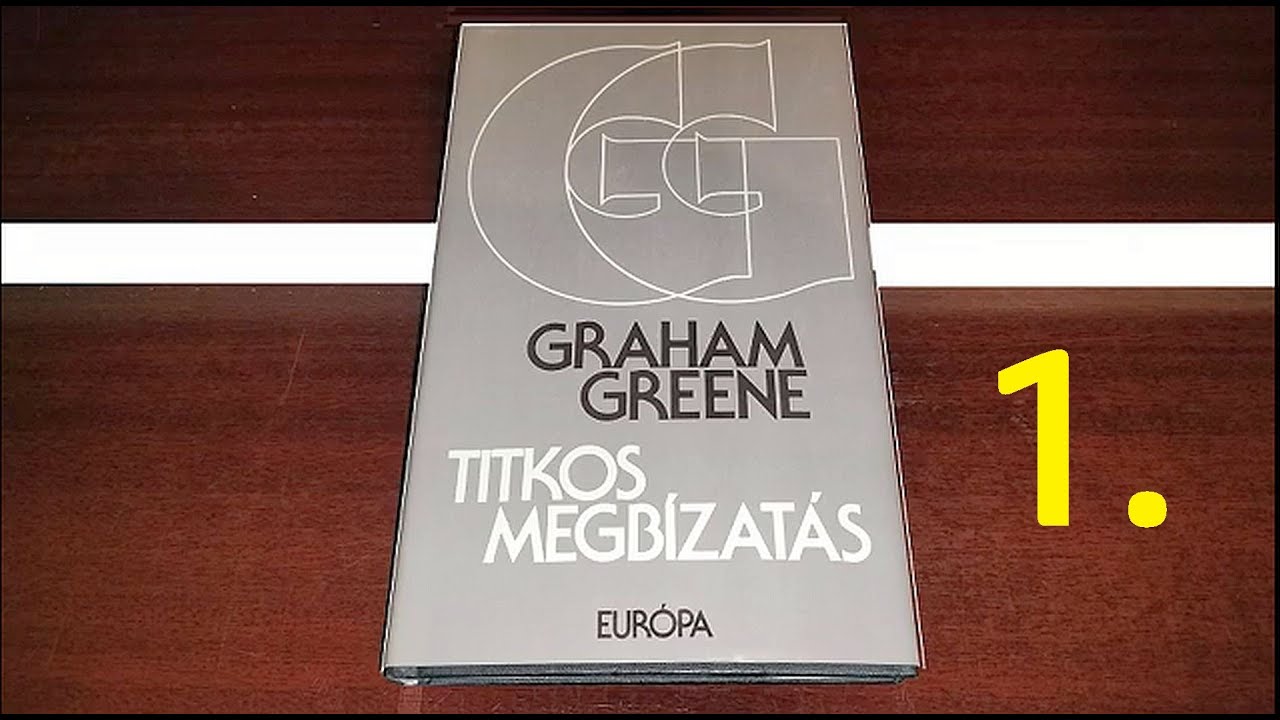 GG
GRAHAM
GREENE
TITKOS
MEGBÍZATÁS
EURÓPA
1.